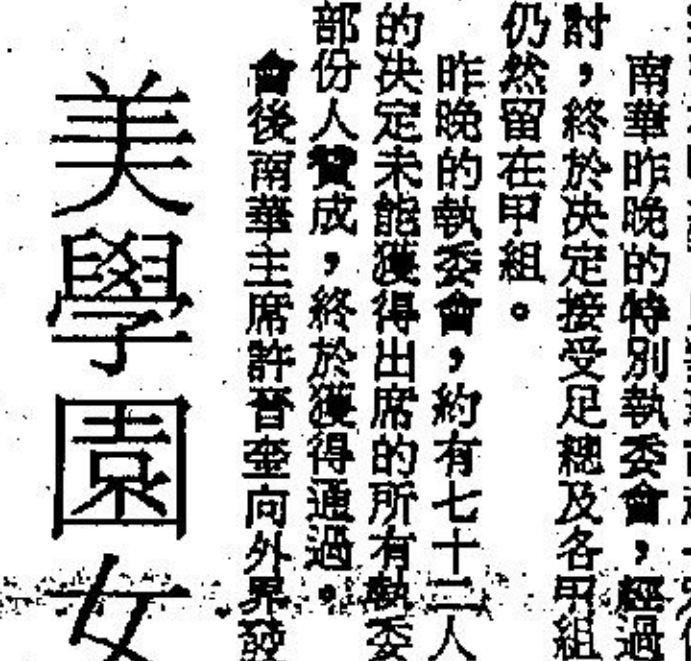 南華昨晚的特別執委會，經過
討，終於決定接受足總及各甲組
仍然留在甲組。
昨晚的執委會，約有七十二人
的決定未能獲得出席的所有執委
部份人贊成，終於獲得通過。
會後南華主席許晉奎向外界發
美學園女